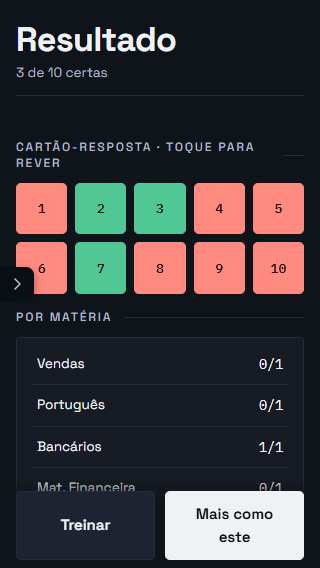 Resultado
3 de 10 certas
CARTÃO-RESPOSTA · TOQUE PARA
REVER
1 2 3 4 5
6 7 8 9 10
POR MATÉRIA
Vendas 0/1
Português 0/1
Bancários 1/1
Mat. Financeira 0/1
Treinar
Mais como
este